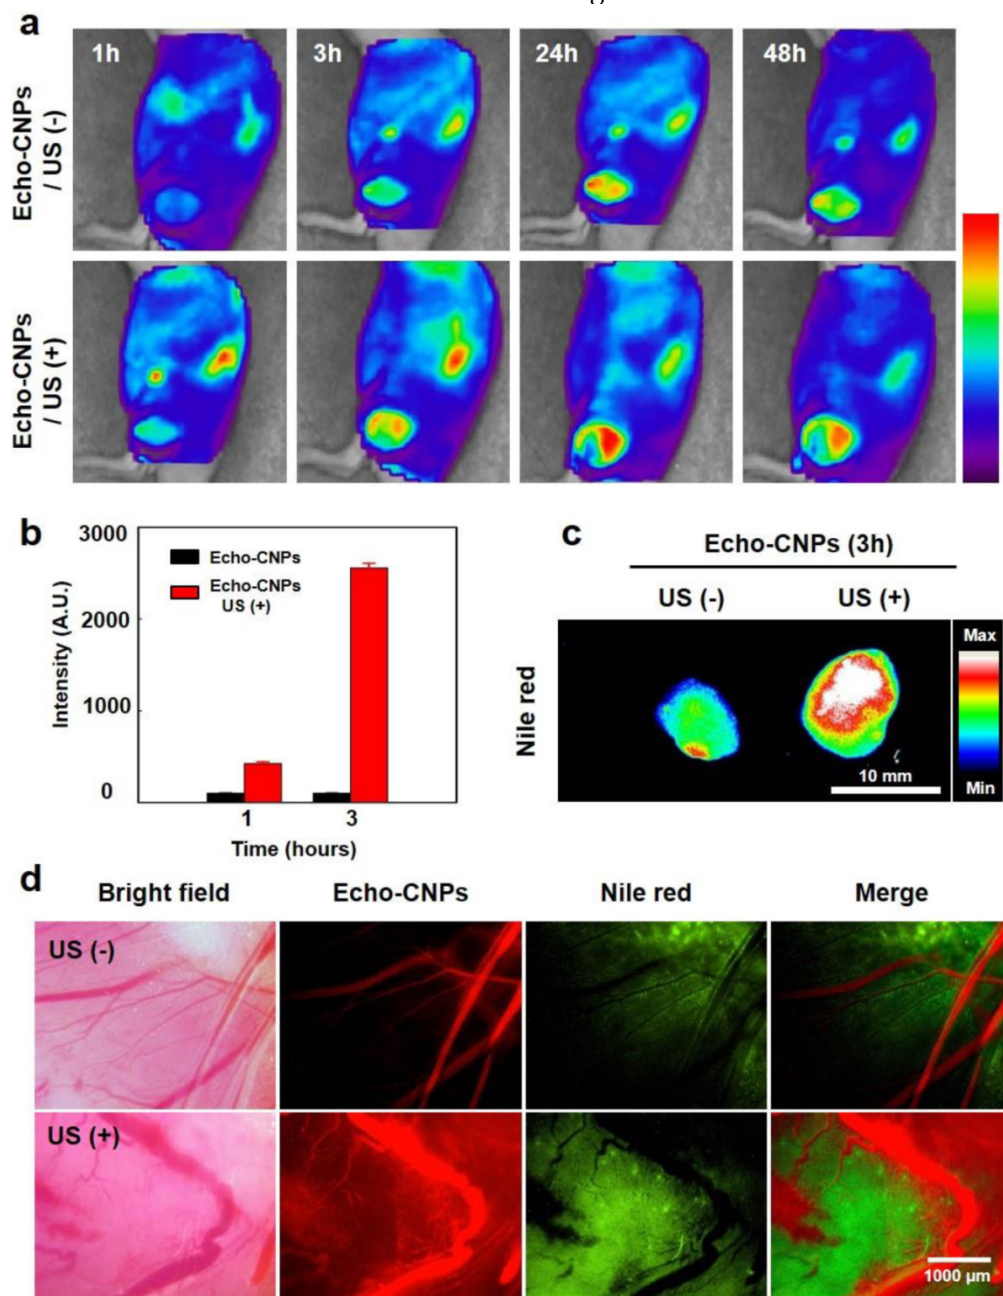 a
1h
3h
24h
48h
Echo-CNPs
/ US (-)
Echo-CNPs
/ US (+)
b
3000
2000
1000
0
Intensity (A.U.)
Echo-CNPs
Echo-CNPs
US (+)
1
3
Time (hours)
c
Echo-CNPs (3h)
US (-)
US (+)
Nile red
10 mm
Max
Min
d
Bright field
Echo-CNPs
Nile red
Merge
US (-)
US (+)
1000 µm